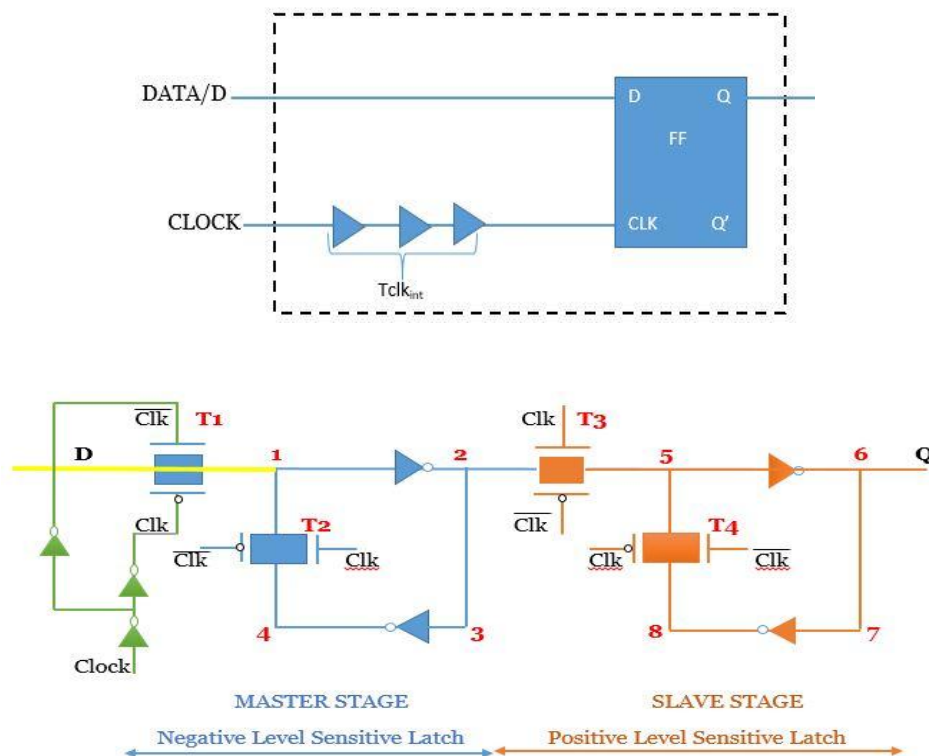 DATA/D
D Q
FF
CLOCK
CLK Q'
Tclkint
Clk T1
Clk T3
D 1 2 5 6 Q
Clk
Clk
T2
T4
Clk Clk
Clk Clk
4 3
8 7
Clock
MASTER STAGE
SLAVE STAGE
Negative Level Sensitive Latch
Positive Level Sensitive Latch